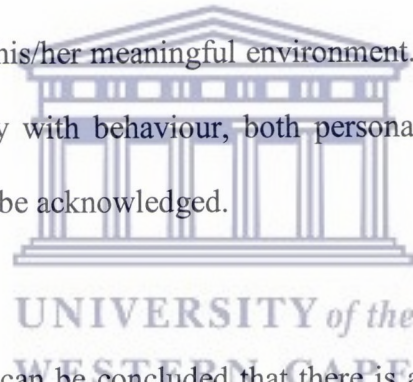 his/her meaningful environment.
y with behaviour, both persona
be acknowledged.
UNIVERSITY of the
WESTERN CAPE
can be concluded that there is a